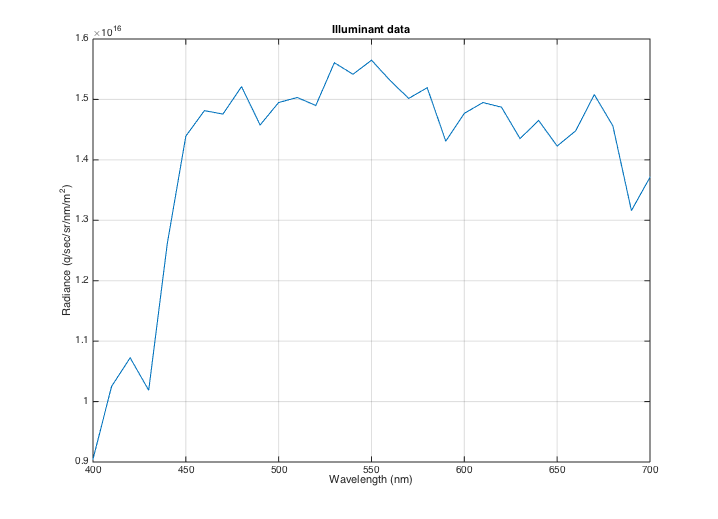 Illuminant data
×10^16
1.6
1.5
1.4
1.3
1.2
1.1
1
0.9
Radiance (q/sec/sr/nm/m^2)
400 450 500 550 600 650 700
Wavelength (nm)